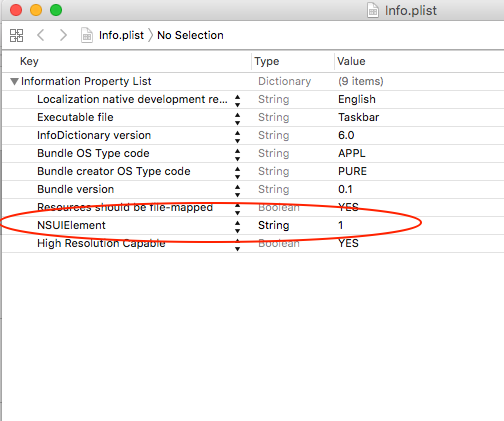 Info.plist
Info.plist No Selection
Key Type Value
Information Property List Dictionary (9 items)
Localization native development re... String English
Executable file String Taskbar
InfoDictionary version String 6.0
Bundle OS Type code String APPL
Bundle creator OS Type code String PURE
Bundle version String 0.1
Resources should be file-mapped Boolean YES
NSUIElement String 1
High Resolution Capable Boolean YES